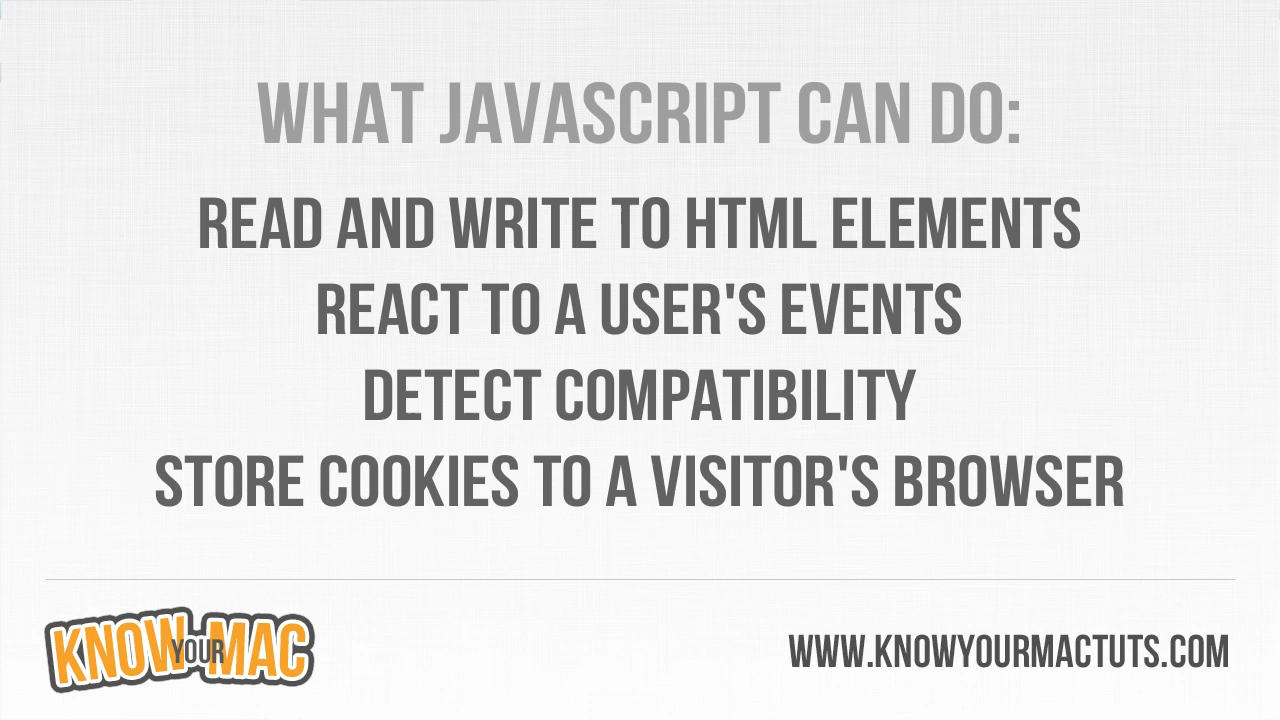 WHAT JAVASCRIPT CAN DO:
READ AND WRITE TO HTML ELEMENTS
REACT TO A USER'S EVENTS
DETECT COMPATIBILITY
STORE COOKIES TO A VISITOR'S BROWSER
KNOW YOUR MAC
WWW.KNOWYOURMACTUTS.COM